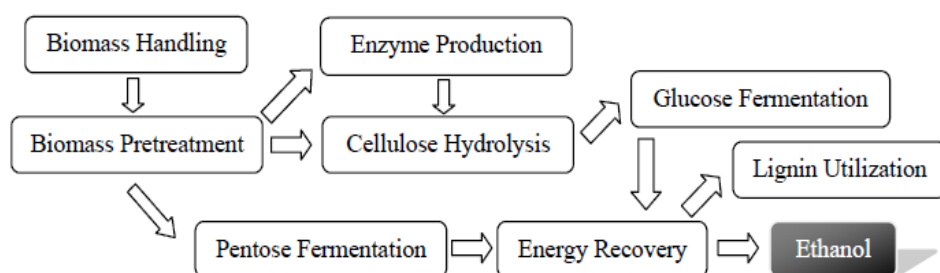 Biomass Handling
Enzyme Production
Glucose Fermentation
Biomass Pretreatment
Cellulose Hydrolysis
Lignin Utilization
Pentose Fermentation
Energy Recovery
Ethanol